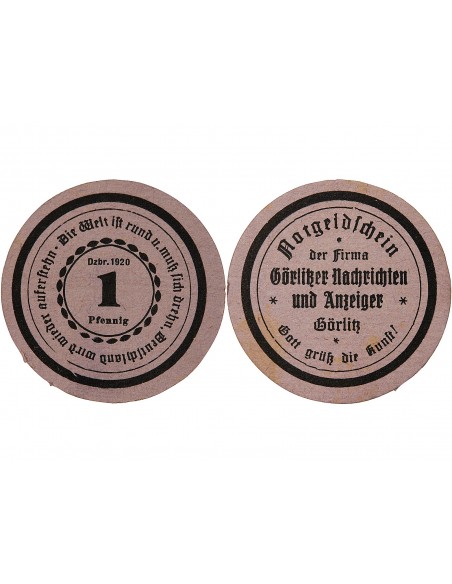 Die Welt ist rund u. muß sich drehn, Deutschland wird wieder auferstehn •
Dzbr. 1920
1
Pfennig
Notgeldschein
der Firma
Görlitzer Nachrichten
und Anzeiger
Görlitz
* Gott grüß die Kunst! *